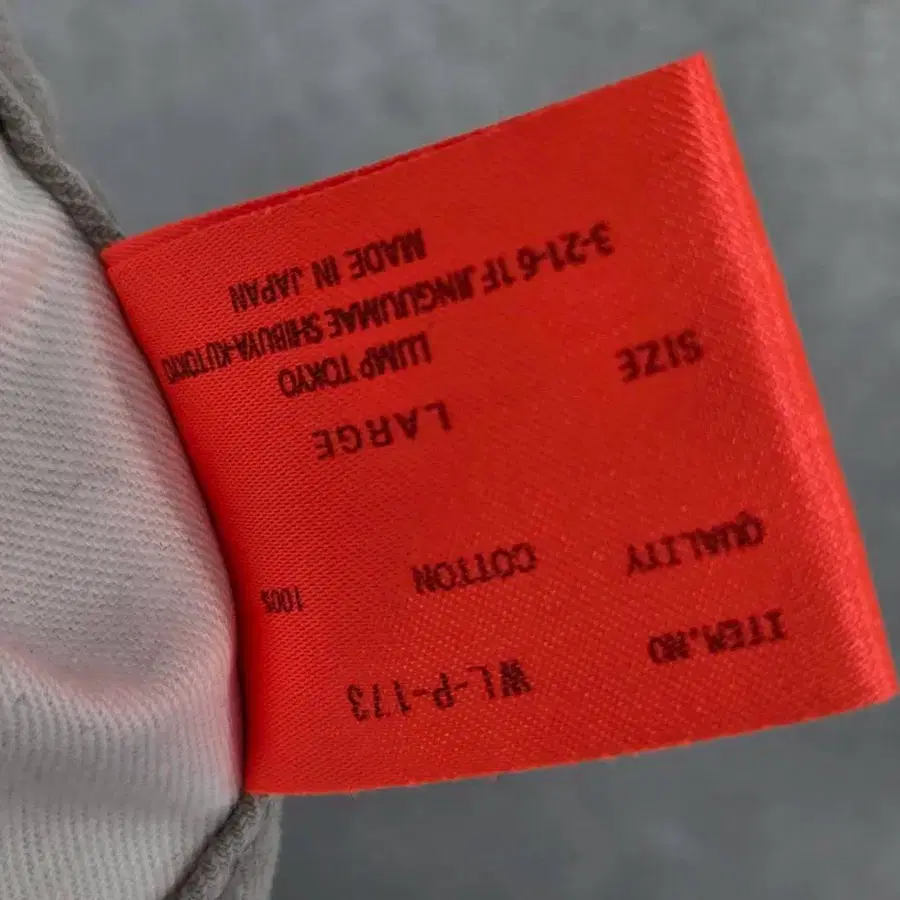 ITEM.NO WL-P-173
QUALITY COTTON 100%
SIZE LARGE
LUMP TOKYO
3-21-6 1F JINGUUMAE SHIBUYA-KU TOKYO
MADE IN JAPAN